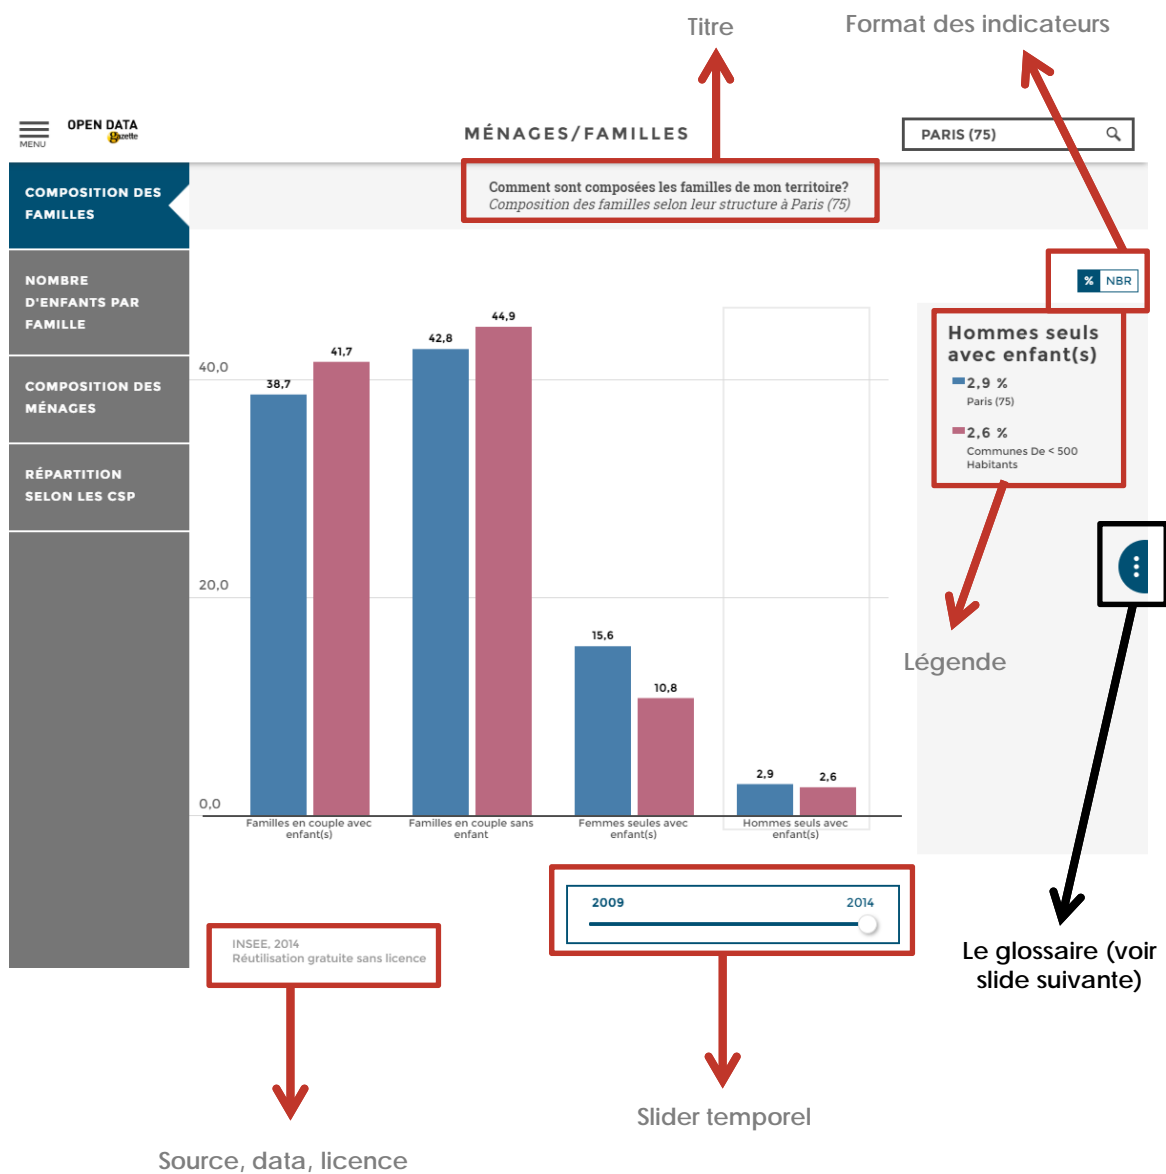 Titre
Format des indicateurs
MENU
OPEN DATA
gazette
MÉNAGES/FAMILLES
PARIS (75)
COMPOSITION DES
FAMILLES
NOMBRE
D'ENFANTS PAR
FAMILLE
COMPOSITION DES
MÉNAGES
RÉPARTITION
SELON LES CSP
Comment sont composées les familles de mon territoire?
Composition des familles selon leur structure à Paris (75)
% NBR
Hommes seuls
avec enfant(s)
2,9 %
Paris (75)
2,6 %
Communes De < 500
Habitants
40,0
20,0
0,0
38,7
41,7
42,8
44,9
15,6
10,8
2,9
2,6
Familles en couple avec
enfant(s)
Familles en couple sans
enfant
Femmes seules avec
enfant(s)
Hommes seuls avec
enfant(s)
Légende
2009 2014
INSEE, 2014
Réutilisation gratuite sans licence
Le glossaire (voir
slide suivante)
Slider temporel
Source, data, licence